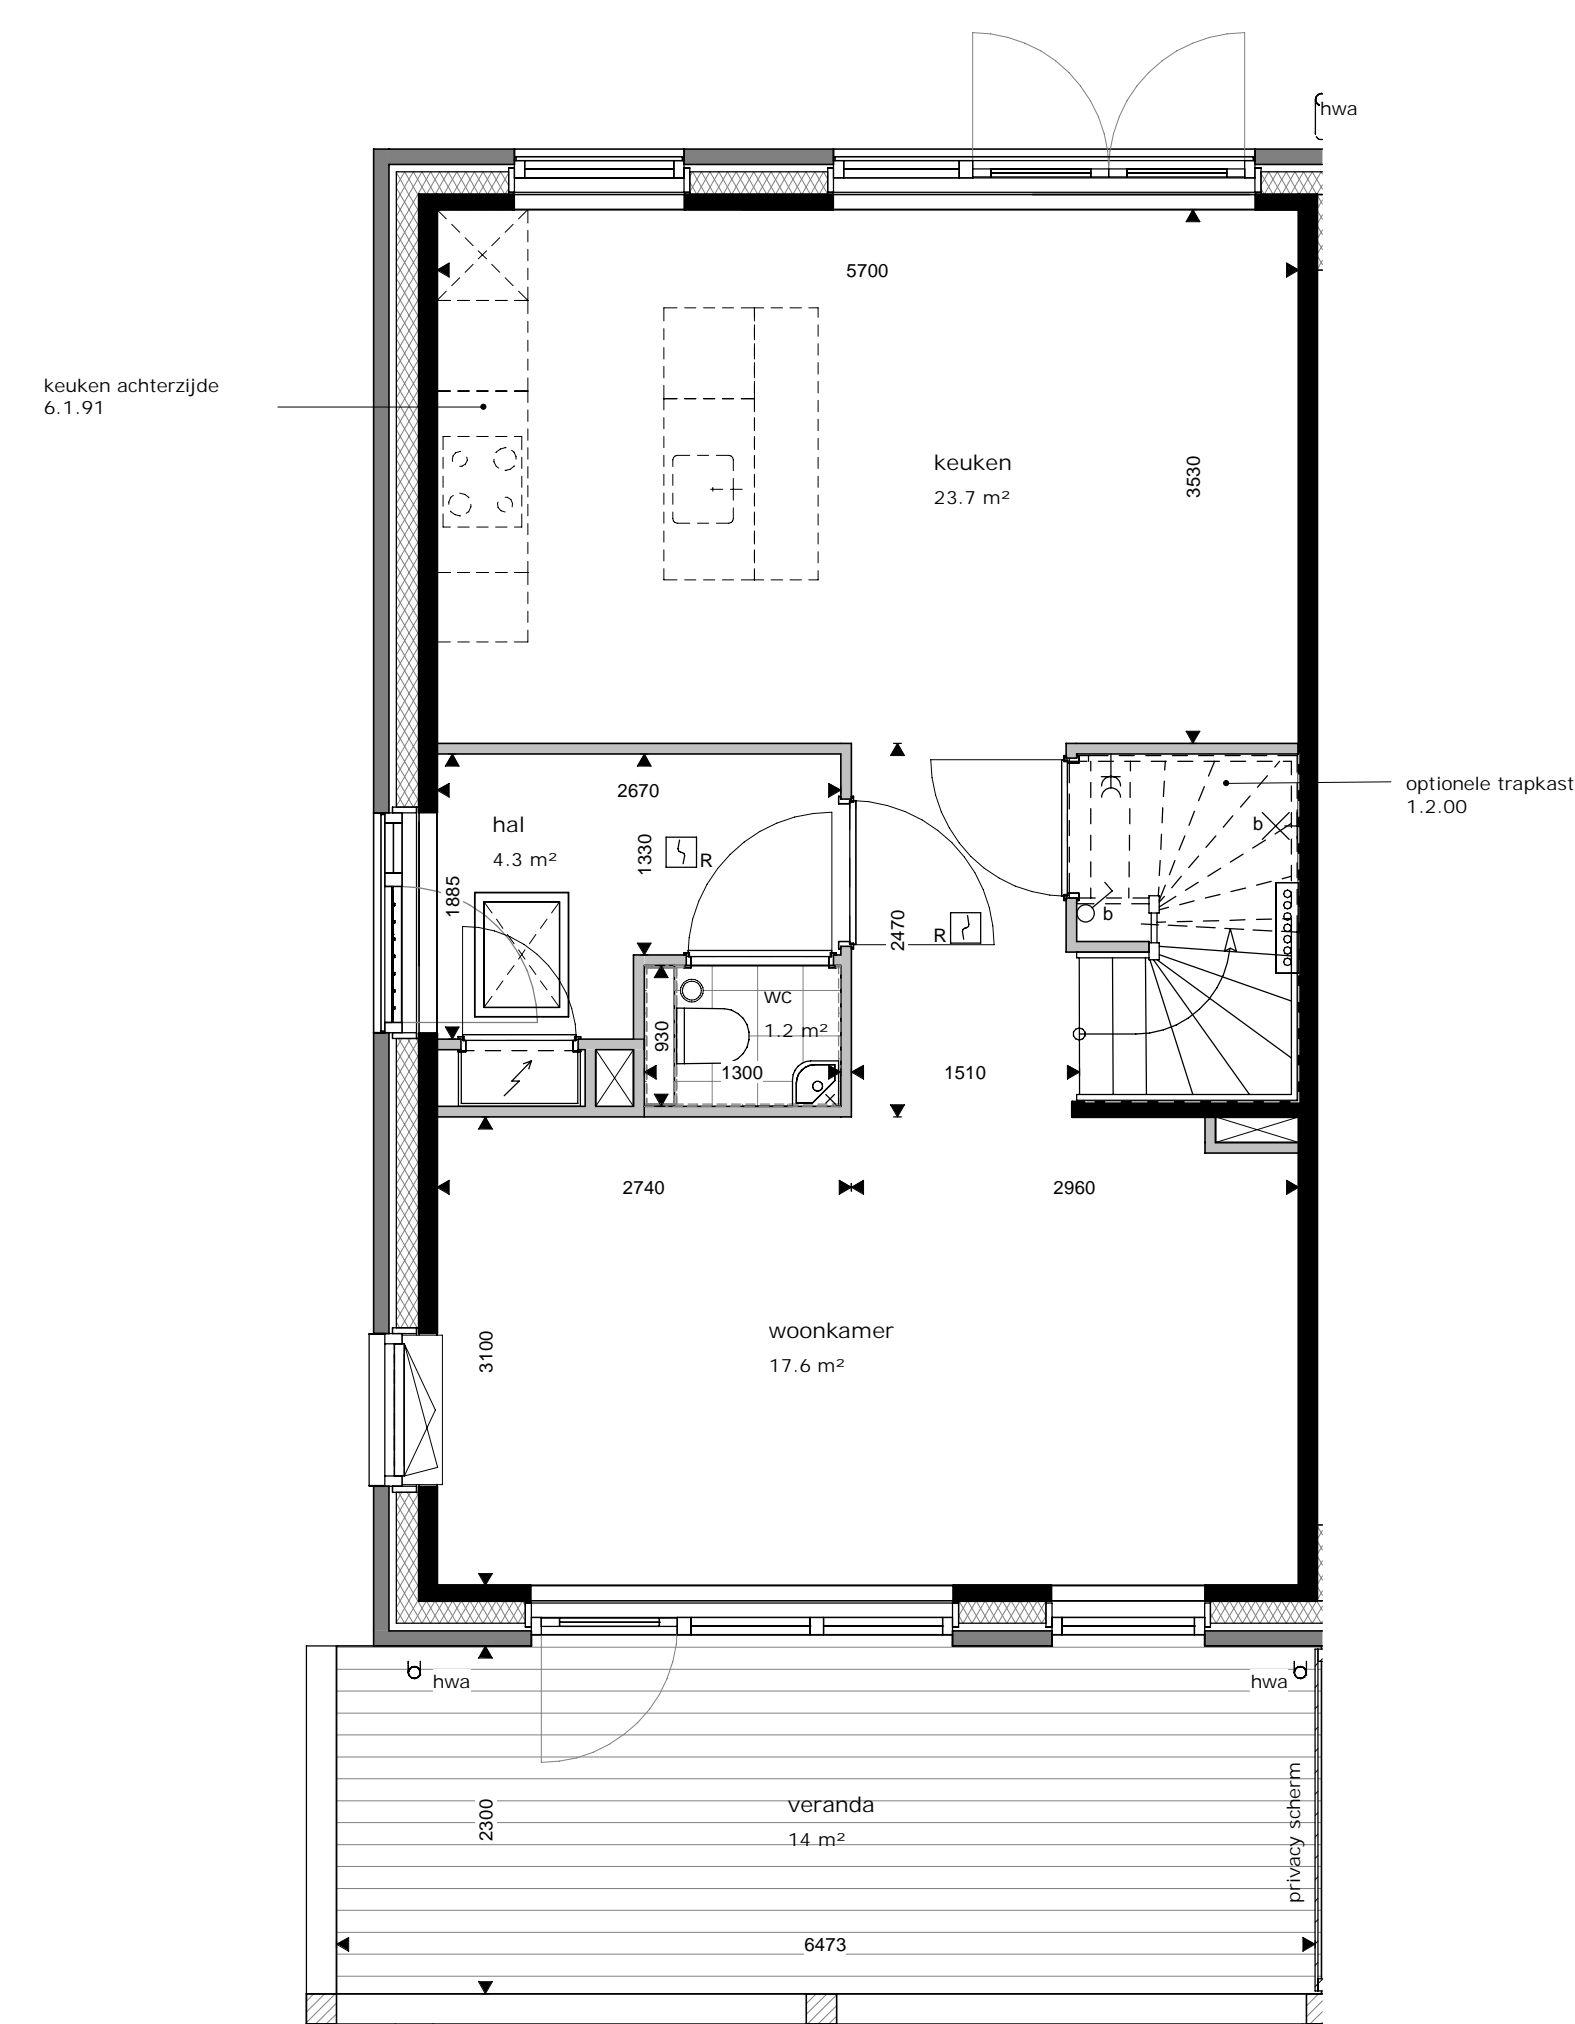 hwa
5700
keuken achterzijde
6.1.91
keuken
23.7 m²
3530
2670
hal
4.3 m²
1330
R
1885
optionele trapkast
1.2.00
b
b
R
2470
wc
1.2 m²
930
1300
1510
2740
2960
woonkamer
17.6 m²
3100
hwa
hwa
privacy scherm
veranda
14 m²
2300
6473